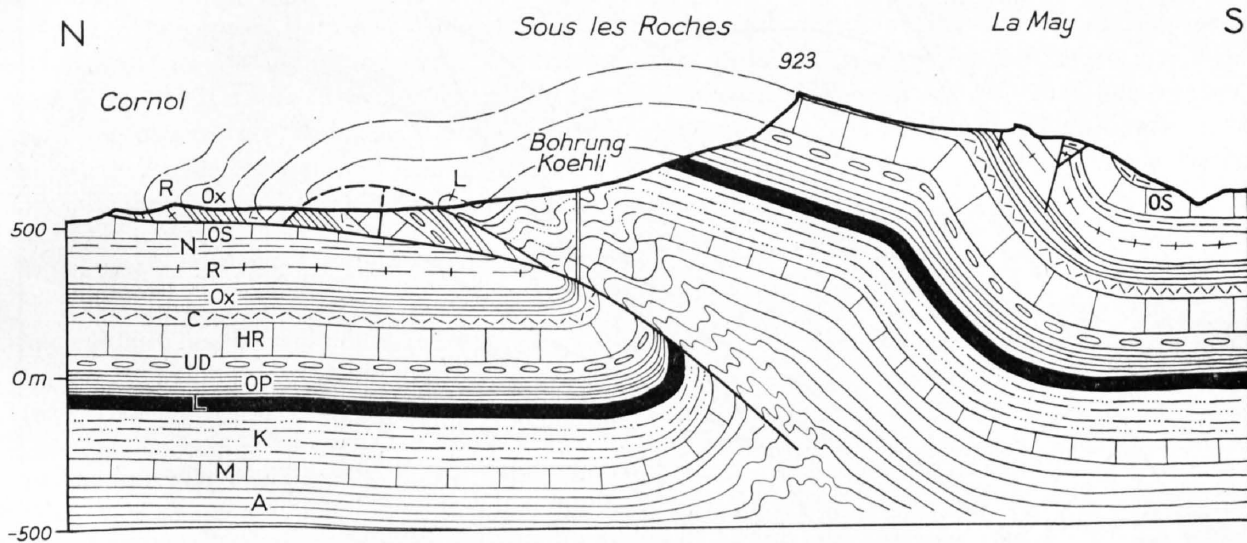 N
Sous les Roches
La May
S
923
Cornol
Bohrung
Koehli
R
Ox
L
OS
500
OS
N
R
Ox
C
HR
UD
0m
OP
L
K
M
A
-500